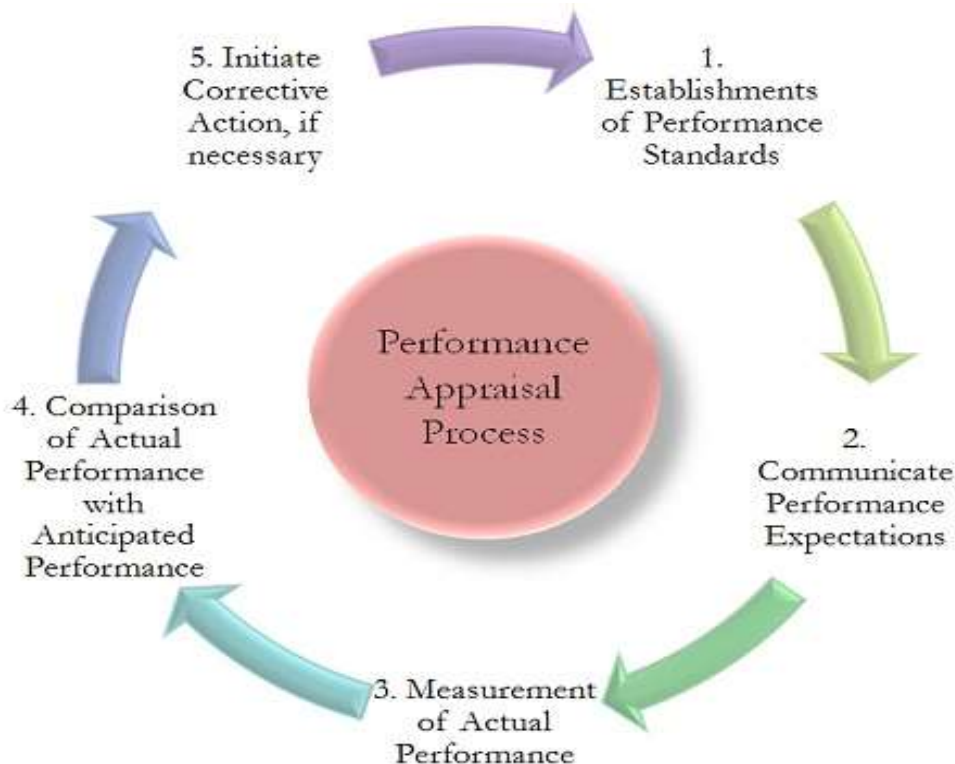 5. Initiate
Corrective
Action, if
necessary
1.
Establishments
of Performance
Standards
Performance
Appraisal
Process
4. Comparison
of Actual
Performance
with
Anticipated
Performance
2.
Communicate
Performance
Expectations
3. Measurement
of Actual
Performance